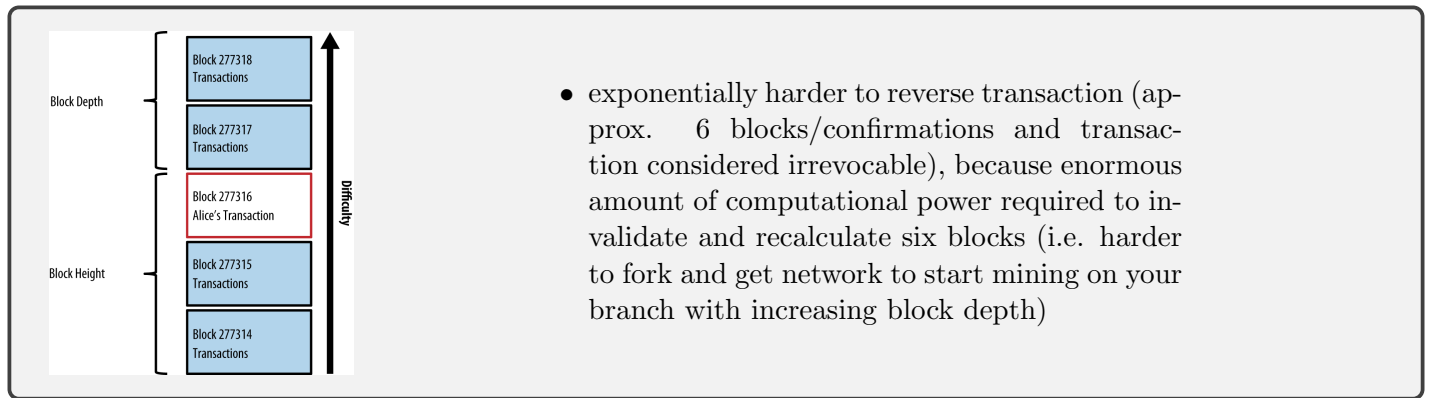 Block 277318
Transactions
Block Depth
Block 277317
Transactions
Block 277316
Alice's Transaction
Difficulty
Block 277315
Transactions
Block Height
Block 277314
Transactions
• exponentially harder to reverse transaction (ap-
prox. 6 blocks/confirmations and transac-
tion considered irrevocable), because enormous
amount of computational power required to in-
validate and recalculate six blocks (i.e. harder
to fork and get network to start mining on your
branch with increasing block depth)